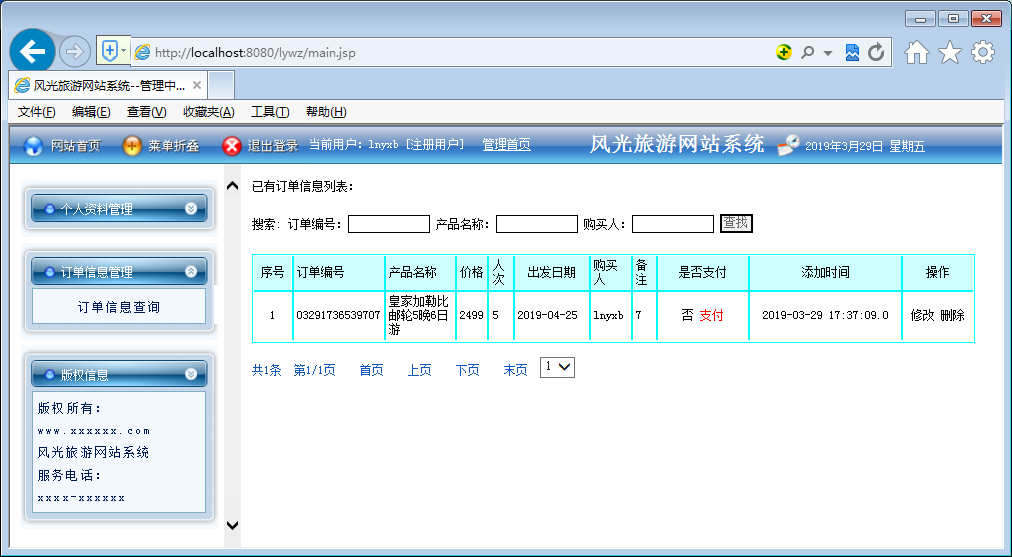 http://localhost:8080/lywz/main.jsp
风光旅游网站系统--管理中...
文件(F) 编辑(E) 查看(V) 收藏夹(A) 工具(T) 帮助(H)
网站首页 菜单折叠 退出登录 当前用户: lnyxb [注册用户] 管理首页 风光旅游网站系统 2019年3月29日 星期五
个人资料管理
订单信息管理
订单信息查询
版权信息
版权所有:
www.xxxxxx.com
风光旅游网站系统
服务电话:
xxxx-xxxxxx
已有订单信息列表:
搜索: 订单编号: 产品名称: 购买人: 查找
序号 订单编号 产品名称 价格 人次 出发日期 购买人 备注 是否支付 添加时间 操作
1 03291736539707 皇家加勒比邮轮5晚6日游 2499 5 2019-04-25 lnyxb 7 否 支付 2019-03-29 17:37:09.0 修改 删除
共1条 第1/1页 首页 上页 下页 末页 1